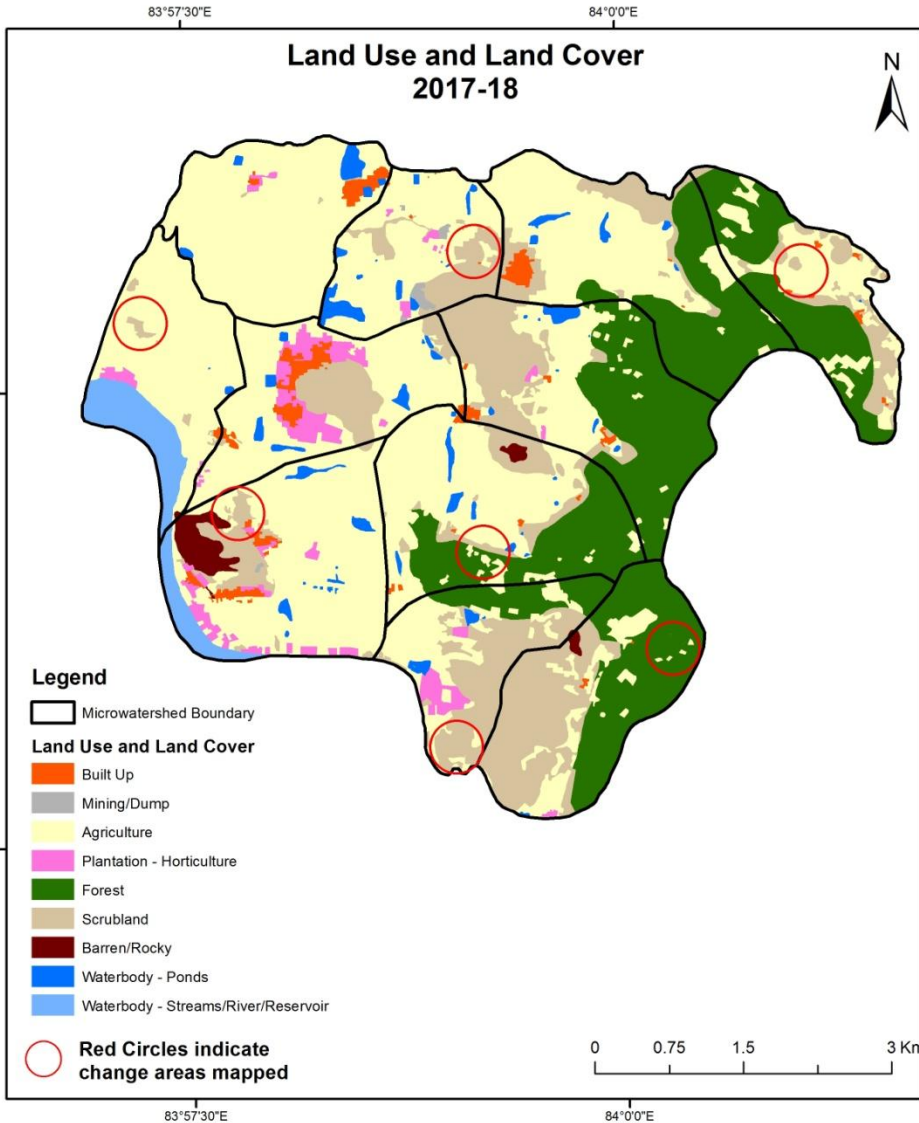 83°57'30"E
84°0'0"E
Land Use and Land Cover
2017-18
N
Legend
Microwatershed Boundary
Land Use and Land Cover
Built Up
Mining/Dump
Agriculture
Plantation - Horticulture
Forest
Scrubland
Barren/Rocky
Waterbody - Ponds
Waterbody - Streams/River/Reservoir
Red Circles indicate
change areas mapped
0 0.75 1.5 3 Km
83°57'30"E
84°0'0"E